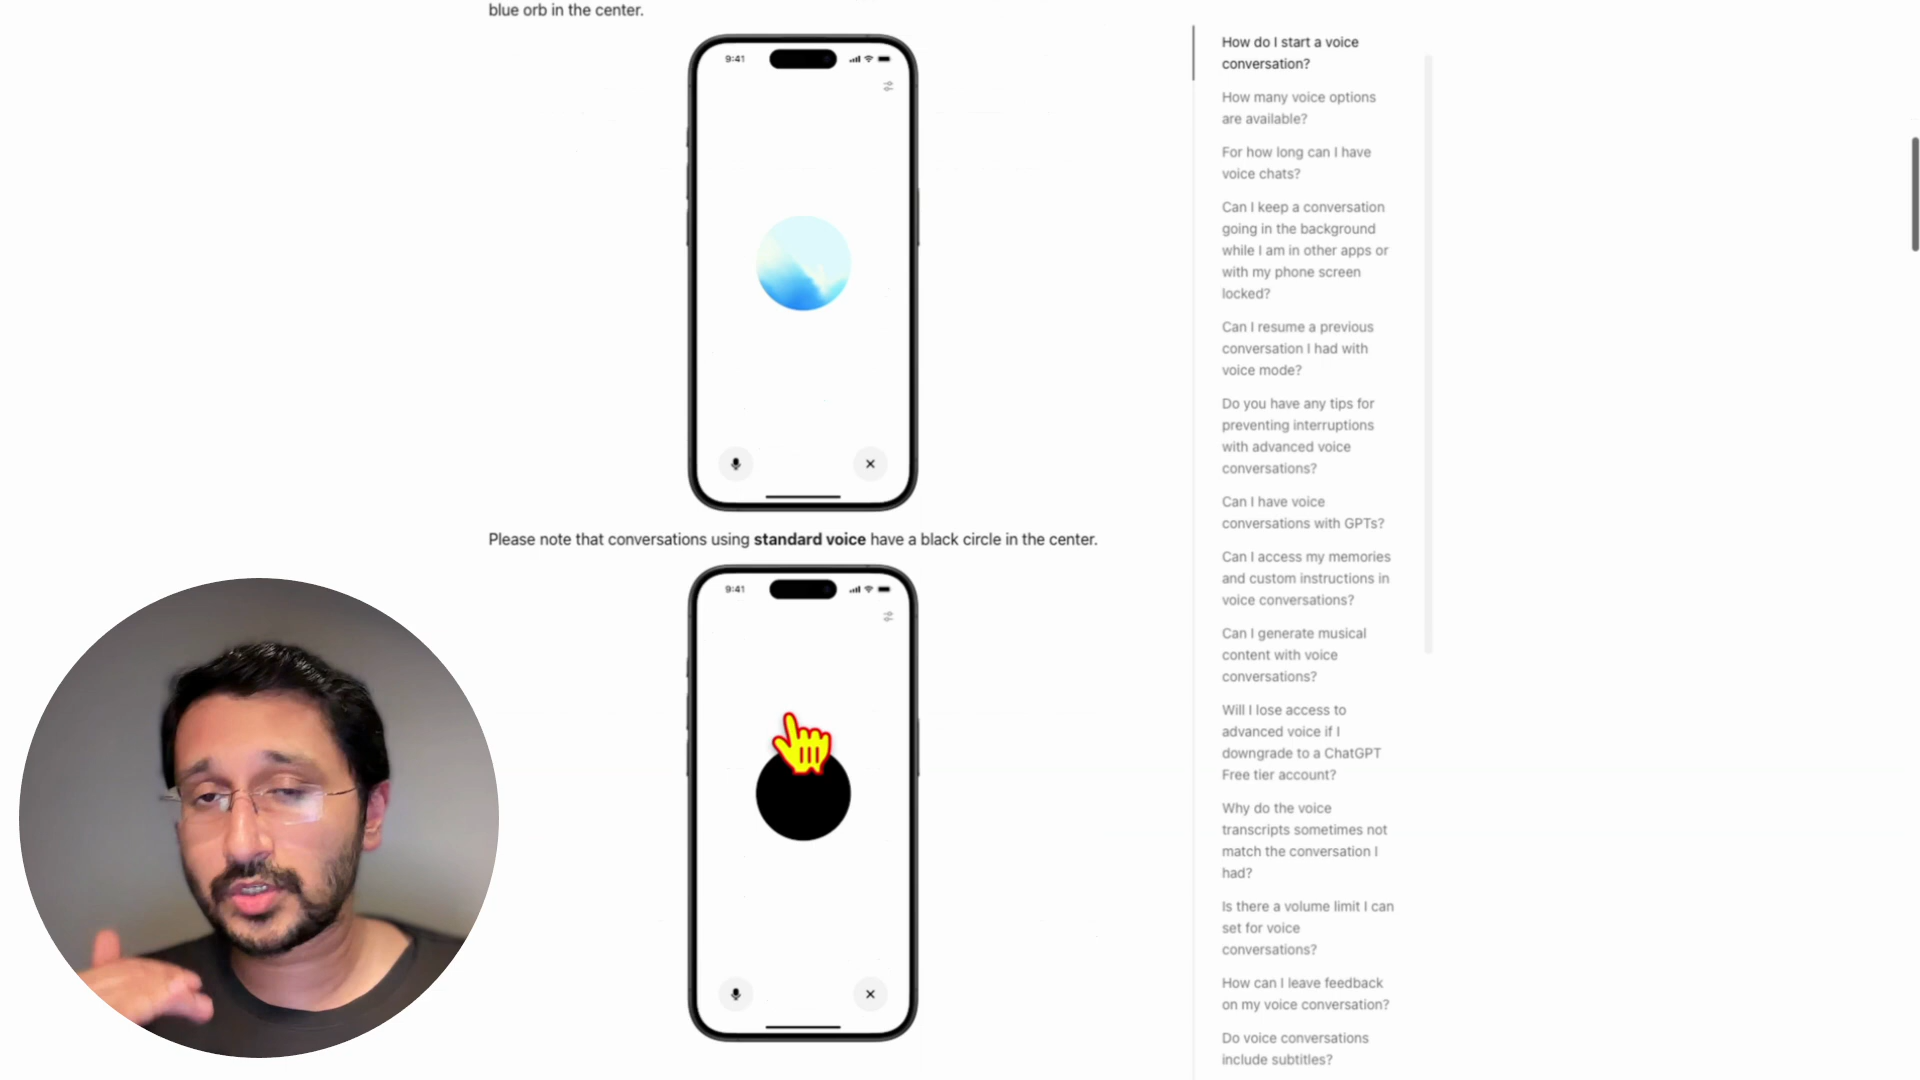 blue orb in the center.
9:41
Please note that conversations using standard voice have a black circle in the center.
9:41
How do I start a voice
conversation?
How many voice options
are available?
For how long can I have
voice chats?
Can I keep a conversation
going in the background
while I am in other apps or
with my phone screen
locked?
Can I resume a previous
conversation I had with
voice mode?
Do you have any tips for
preventing interruptions
with advanced voice
conversations?
Can I have voice
conversations with GPTs?
Can I access my memories
and custom instructions in
voice conversations?
Can I generate musical
content with voice
conversations?
Will I lose access to
advanced voice if I
downgrade to a ChatGPT
Free tier account?
Why do the voice
transcripts sometimes not
match the conversation I
had?
Is there a volume limit I can
set for voice
conversations?
How can I leave feedback
on my voice conversation?
Do voice conversations
include subtitles?